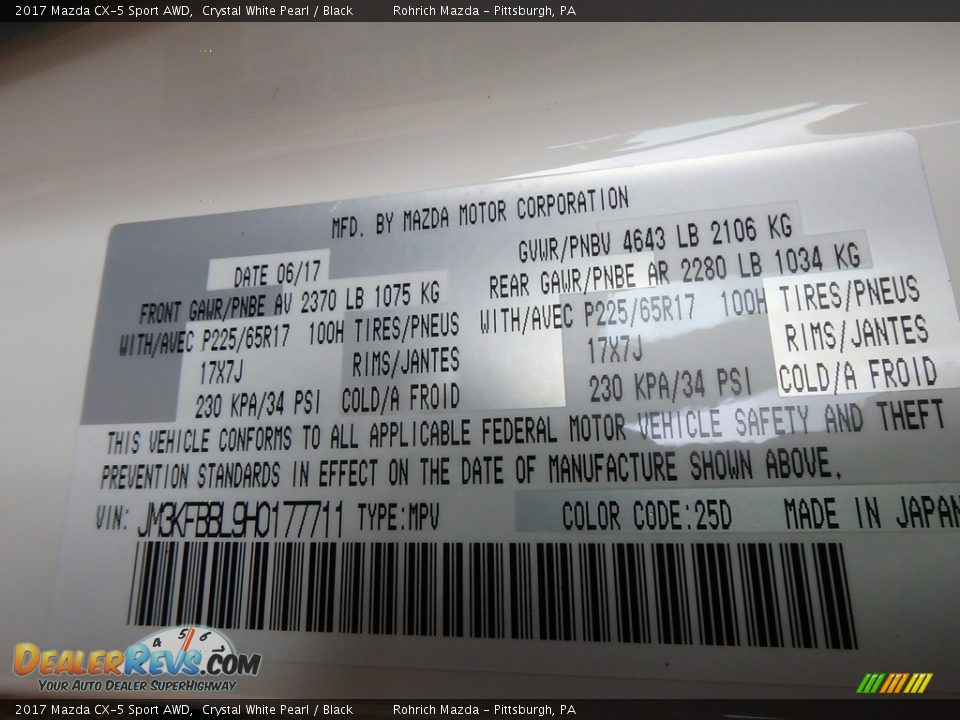 2017 Mazda CX-5 Sport AWD, Crystal White Pearl / Black Rohrich Mazda - Pittsburgh, PA
MFD. BY MAZDA MOTOR CORPORATION
DATE 06/17 GVWR/PNBV 4643 LB 2106 KG
FRONT GAWR/PNBE AV 2370 LB 1075 KG REAR GAWR/PNBE AR 2280 LB 1034 KG
WITH/AVEC P225/65R17 100H TIRES/PNEUS WITH/AVEC P225/65R17 100H TIRES/PNEUS
17X7J RIMS/JANTES 17X7J RIMS/JANTES
230 KPA/34 PSI COLD/A FROID 230 KPA/34 PSI COLD/A FROID
THIS VEHICLE CONFORMS TO ALL APPLICABLE FEDERAL MOTOR VEHICLE SAFETY AND THEFT
PREVENTION STANDARDS IN EFFECT ON THE DATE OF MANUFACTURE SHOWN ABOVE.
VIN: JM3KFBBL9H0177711 TYPE:MPV COLOR CODE:25D MADE IN JAPAN
4 5 6
DEALERREVS.COM
YOUR AUTO DEALER SUPERHIGHWAY
2017 Mazda CX-5 Sport AWD, Crystal White Pearl / Black Rohrich Mazda - Pittsburgh, PA